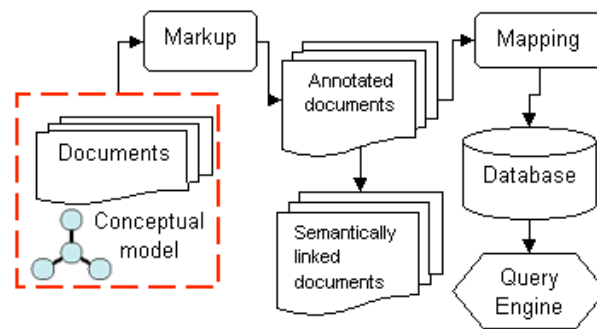 Markup
Mapping
Annotated
documents
Documents
Conceptual
model
Database
Semantically
linked
documents
Query
Engine